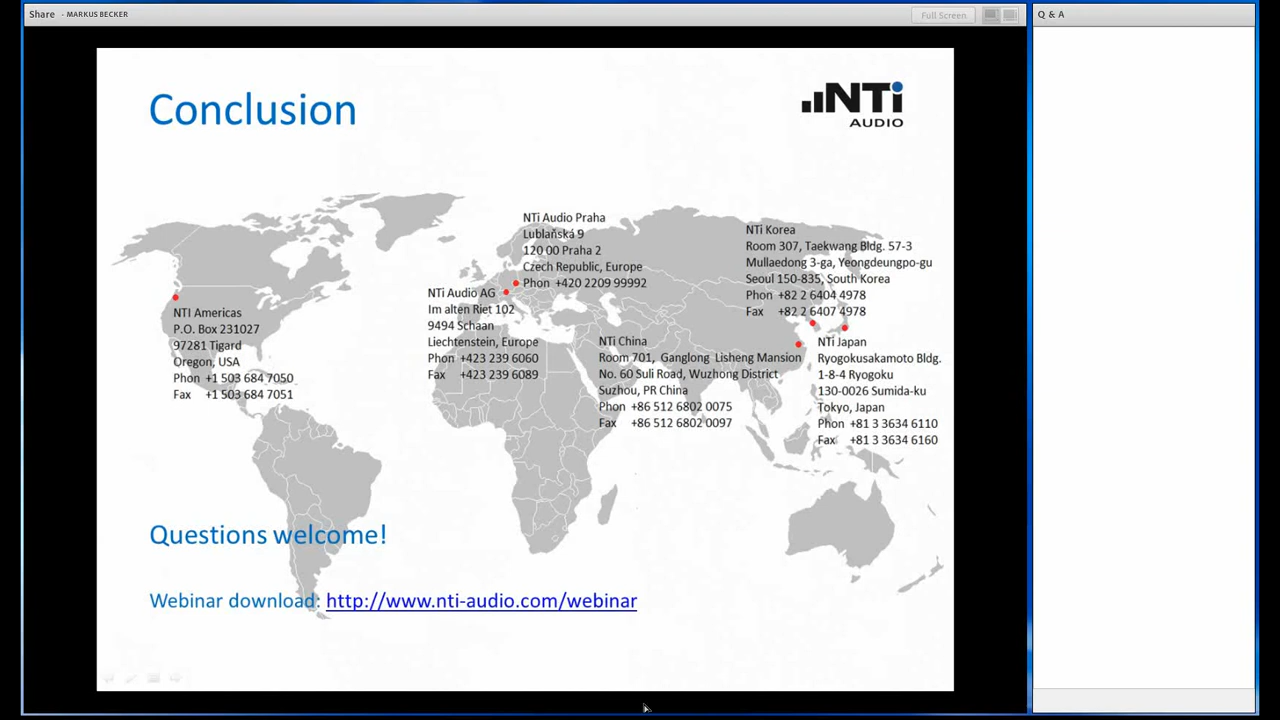 Share - MARKUS BECKER
Full Screen
Q & A
Conclusion
NTi
AUDIO
NTi Audio Praha
Lublaňská 9
120 00 Praha 2
Czech Republic, Europe
Phon +420 2209 99992
NTi Korea
Room 307, Taekwang Bldg. 57-3
Mullaedong 3-ga, Yeongdeungpo-gu
Seoul 150-835, South Korea
Phon +82 2 6404 4978
Fax +82 2 6407 4978
NTi Audio AG
Im alten Riet 102
9494 Schaan
Liechtenstein, Europe
Phon +423 239 6060
Fax +423 239 6089
NTi Americas
P.O. Box 231027
97281 Tigard
Oregon, USA
Phon +1 503 684 7050
Fax +1 503 684 7051
NTi China
Room 701, Ganglong Lisheng Mansion
No. 60 Suli Road, Wuzhong District
Suzhou, PR China
Phon +86 512 6802 0075
Fax +86 512 6802 0097
NTi Japan
Ryogokusakamoto Bldg.
1-8-4 Ryogoku
130-0026 Sumida-ku
Tokyo, Japan
Phon +81 3 3634 6110
Fax +81 3 3634 6160
Questions welcome!
Webinar download: http://www.nti-audio.com/webinar